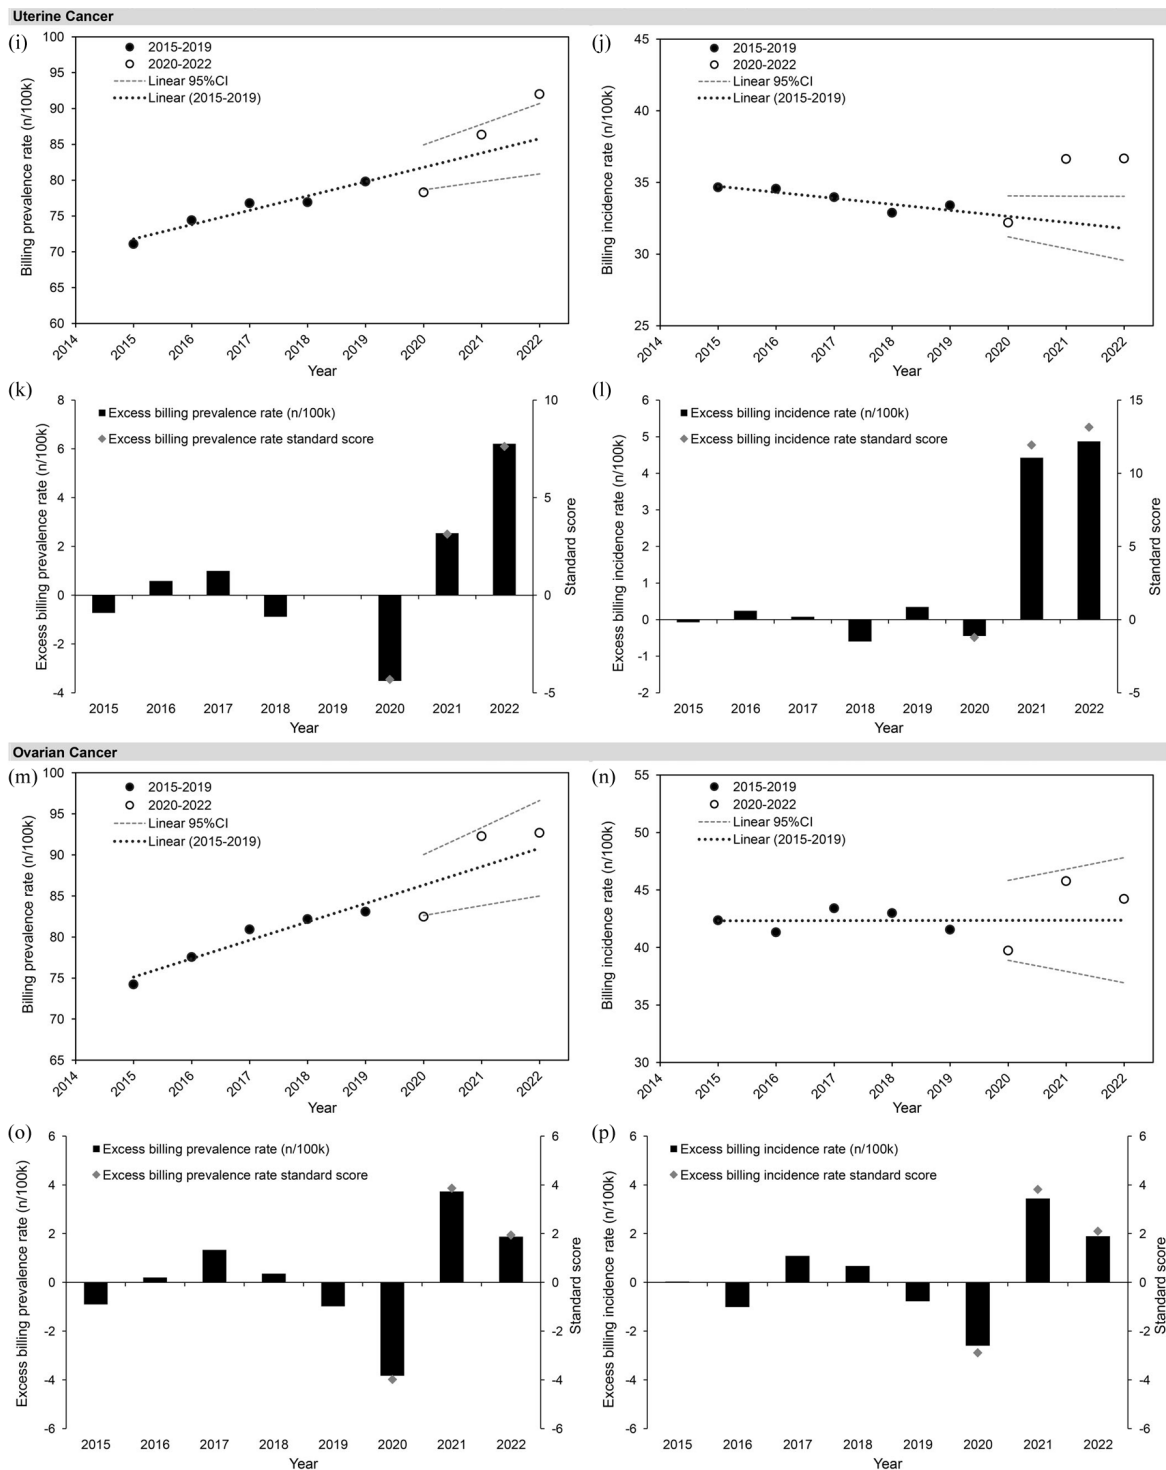 Uterine Cancer
(i)
Billing prevalence rate (n/100k)
100
95
90
85
80
75
70
65
60
2015-2019
2020-2022
Linear 95%CI
Linear (2015-2019)
2014 2015 2016 2017 2018 2019 2020 2021 2022
Year
(j)
Billing incidence rate (n/100k)
45
40
35
30
25
2015-2019
2020-2022
Linear 95%CI
Linear (2015-2019)
2014 2015 2016 2017 2018 2019 2020 2021 2022
Year
(k)
Excess billing prevalence rate (n/100k)
8
6
4
2
0
-2
-4
Excess billing prevalence rate (n/100k)
Excess billing prevalence rate standard score
10
5
0
-5
Standard score
2015 2016 2017 2018 2019 2020 2021 2022
Year
(l)
Excess billing incidence rate (n/100k)
6
5
4
3
2
1
0
-1
-2
Excess billing incidence rate (n/100k)
Excess billing incidence rate standard score
15
10
5
0
-5
Standard score
2015 2016 2017 2018 2019 2020 2021 2022
Year
Ovarian Cancer
(m)
Billing prevalence rate (n/100k)
100
95
90
85
80
75
70
65
2015-2019
2020-2022
Linear 95%CI
Linear (2015-2019)
2014 2015 2016 2017 2018 2019 2020 2021 2022
Year
(n)
Billing incidence rate (n/100k)
55
50
45
40
35
30
2015-2019
2020-2022
Linear 95%CI
Linear (2015-2019)
2014 2015 2016 2017 2018 2019 2020 2021 2022
Year
(o)
Excess billing prevalence rate (n/100k)
6
4
2
0
-2
-4
-6
Excess billing prevalence rate (n/100k)
Excess billing prevalence rate standard score
6
4
2
0
-2
-4
-6
Standard score
2015 2016 2017 2018 2019 2020 2021 2022
Year
(p)
Excess billing incidence rate (n/100k)
6
4
2
0
-2
-4
-6
Excess billing incidence rate (n/100k)
Excess billing incidence rate standard score
6
4
2
0
-2
-4
-6
Standard score
2015 2016 2017 2018 2019 2020 2021 2022
Year